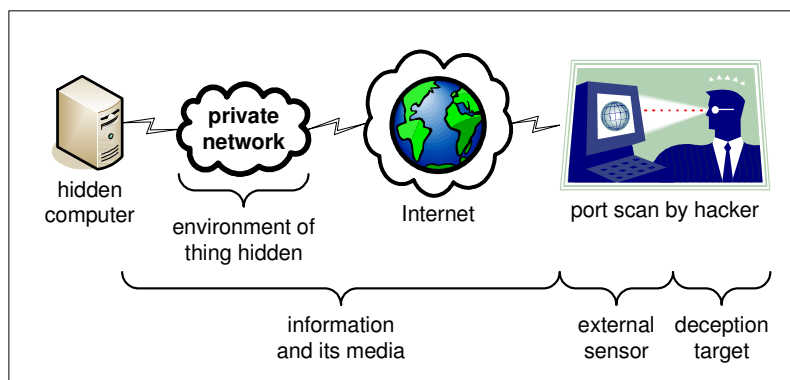 private
network
hidden
computer
environment of
thing hidden
Internet
port scan by hacker
information
and its media
external
sensor
deception
target